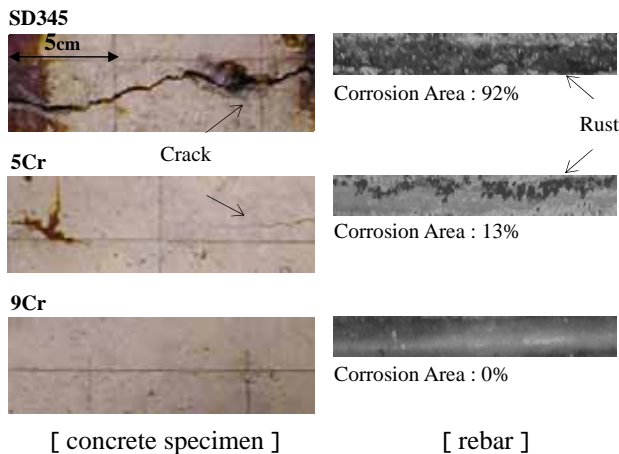 SD345
5cm
Corrosion Area : 92%
Rust
Crack
5Cr
Corrosion Area : 13%
9Cr
Corrosion Area : 0%
[ concrete specimen ]
[ rebar ]